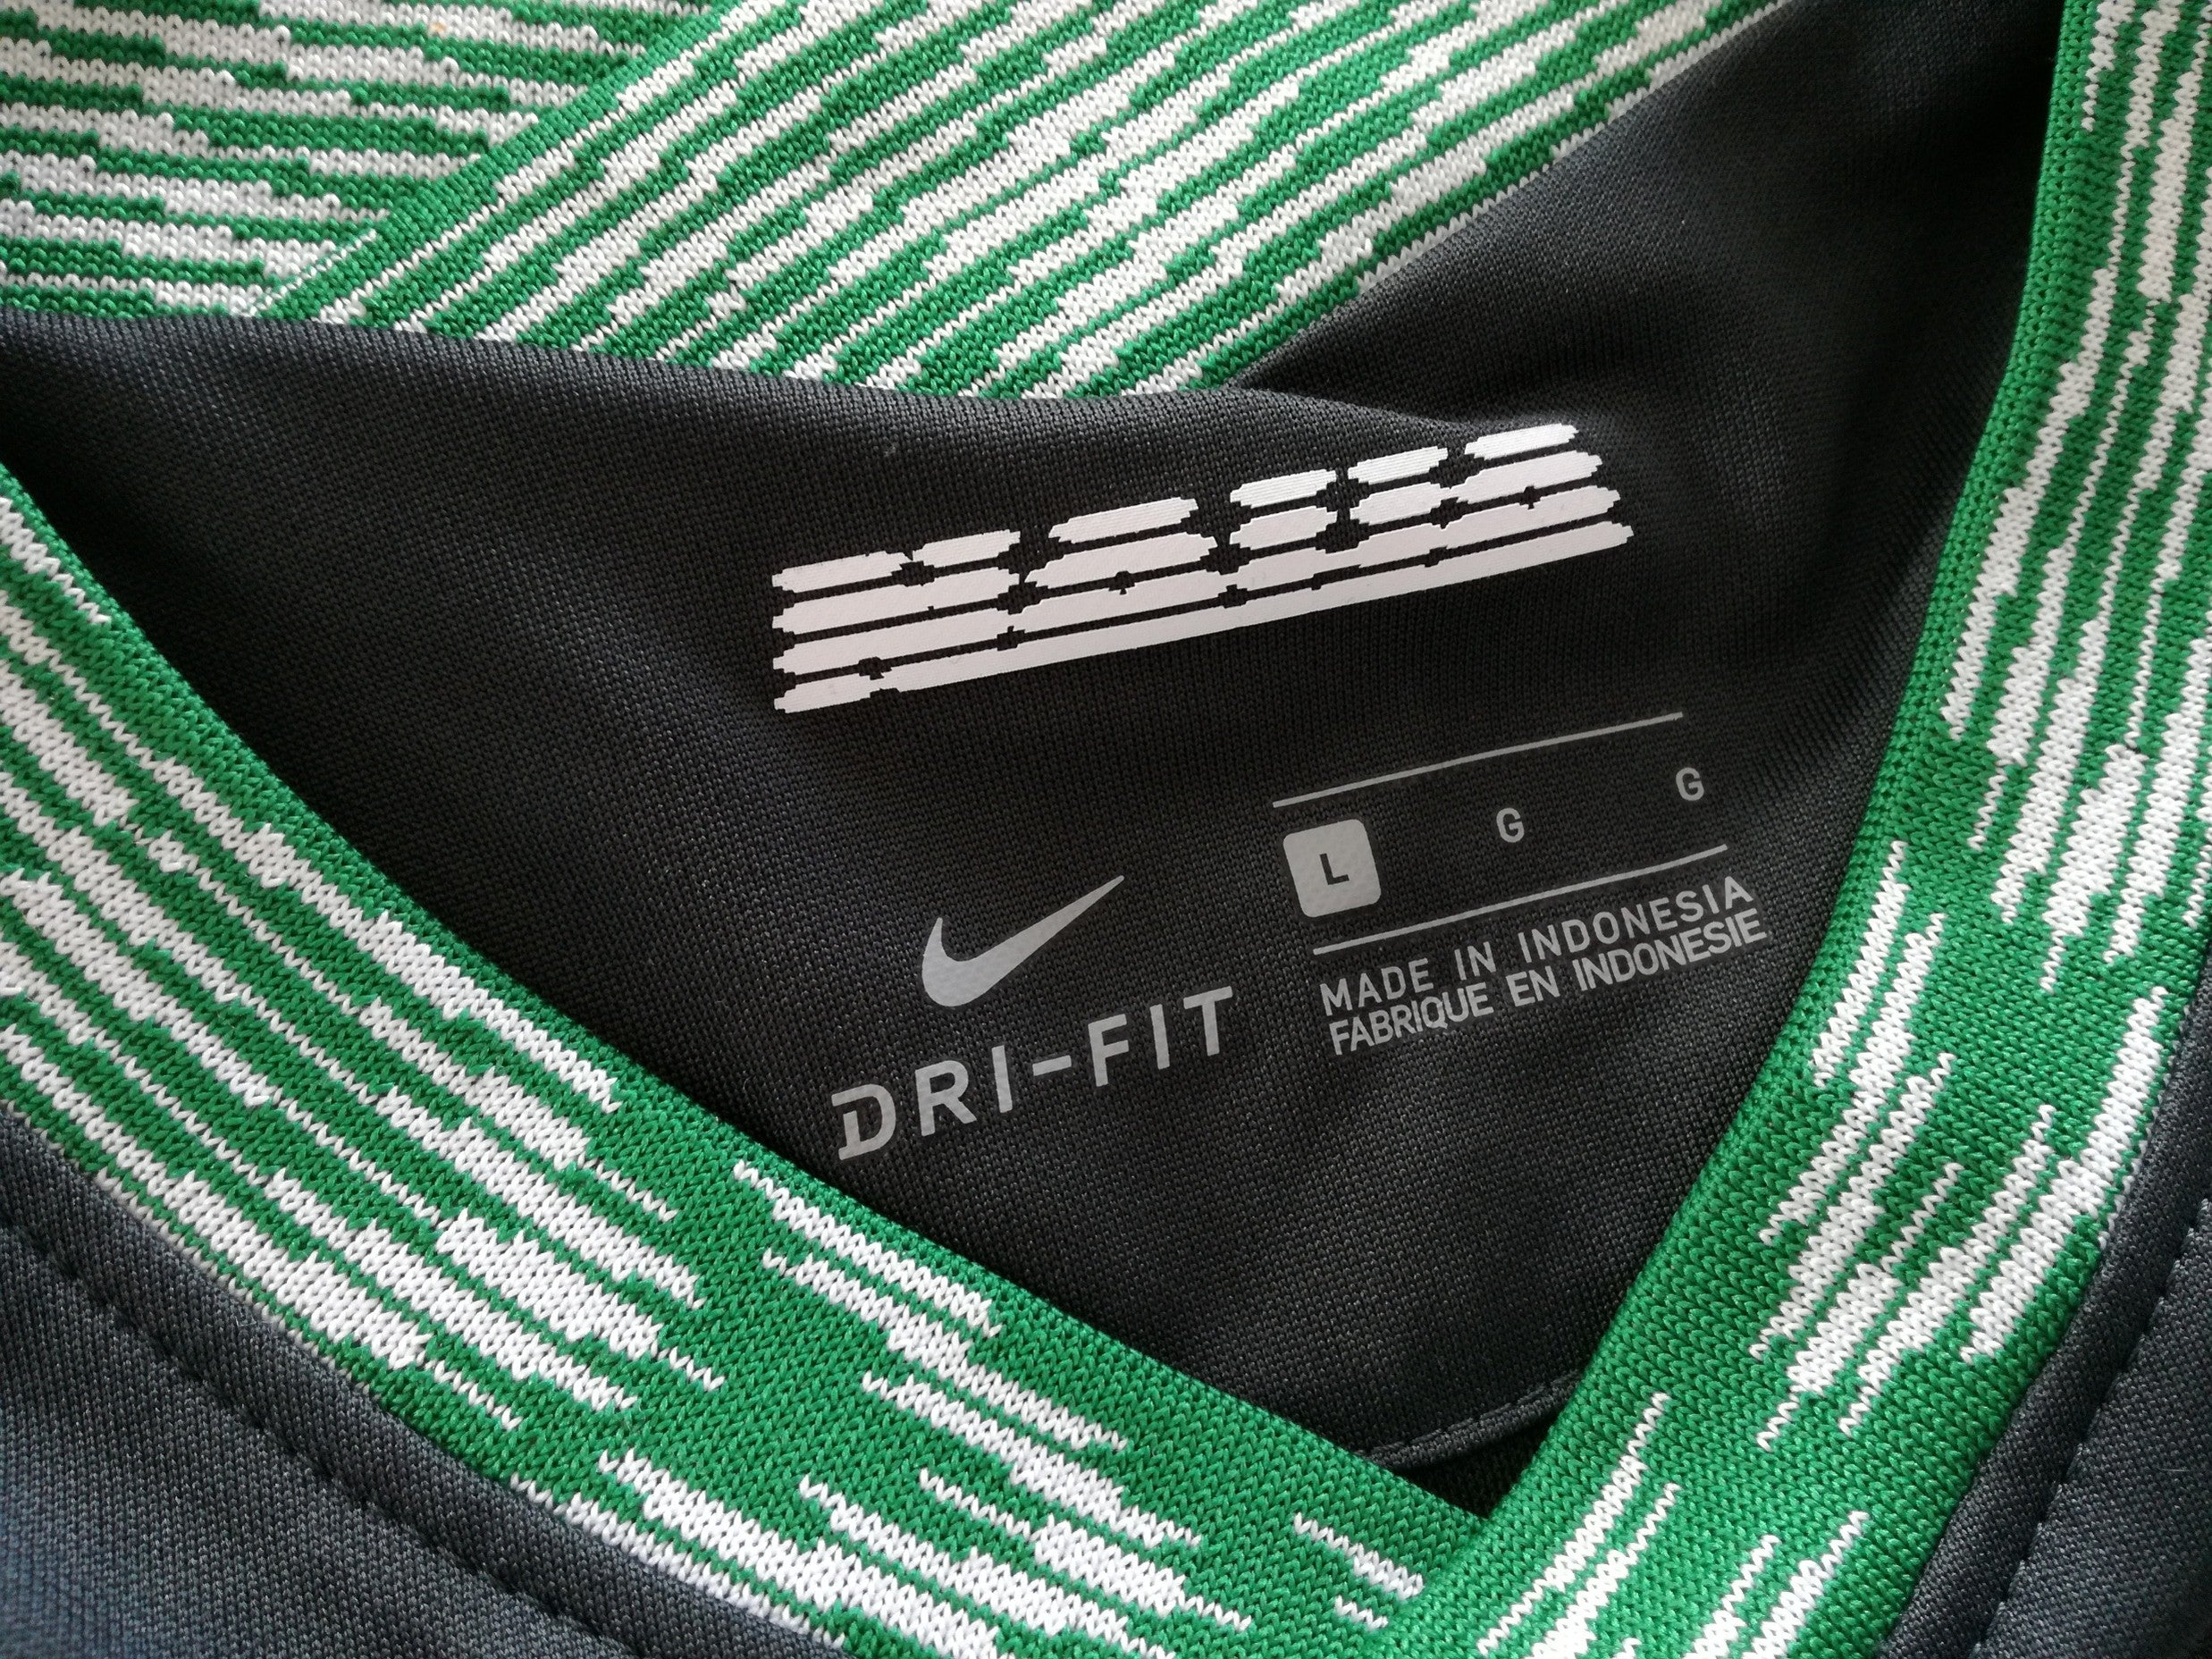 L G G
MADE IN INDONESIA
FABRIQUE EN INDONESIE
DRI-FIT